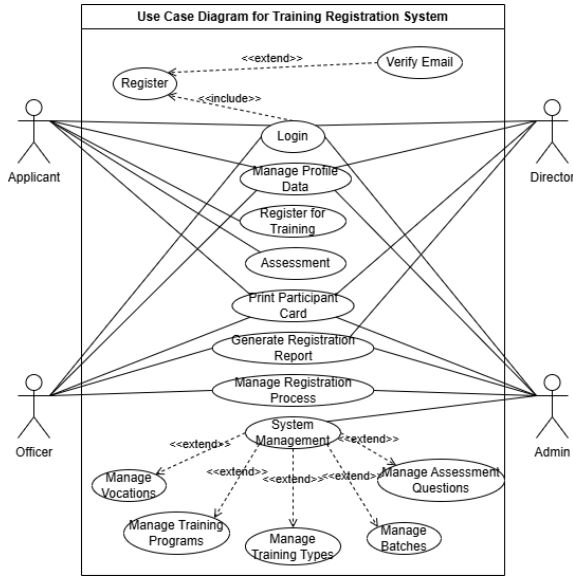 Use Case Diagram for Training Registration System
<<extend>>
Verify Email
Register
<<include>>
Login
Applicant
Director
Manage Profile
Data
Register for
Training
Assessment
Print Participant
Card
Generate Registration
Report
Manage Registration
Process
Officer
Admin
System
Management
<<extend>>
<<extend>>
<<extend>>
<<extend>>
<<extend>>
Manage
Vocations
Manage Assessment
Questions
Manage Training
Programs
Manage
Training Types
Manage
Batches